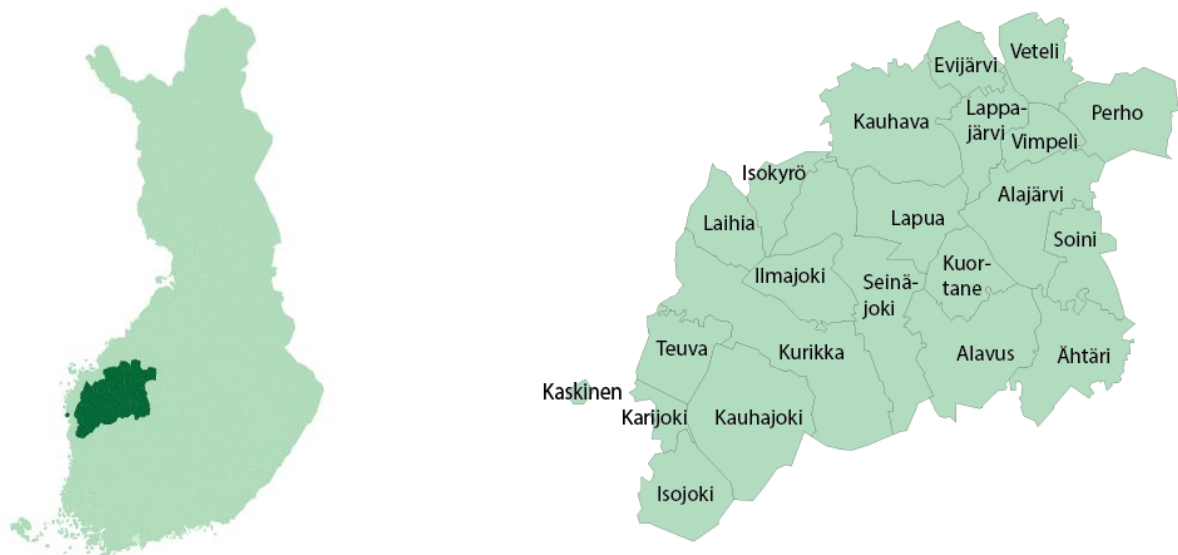 Veteli
Evijärvi
Perho
Lappa-
järvi
Kauhava
Vimpeli
Isokyrö
Alajärvi
Laihia
Lapua
Soini
Kuor-
tane
Ilmajoki
Seinä-
joki
Teuva
Kurikka
Alavus
Ähtäri
Kaskinen
Karijoki
Kauhajoki
Isojoki